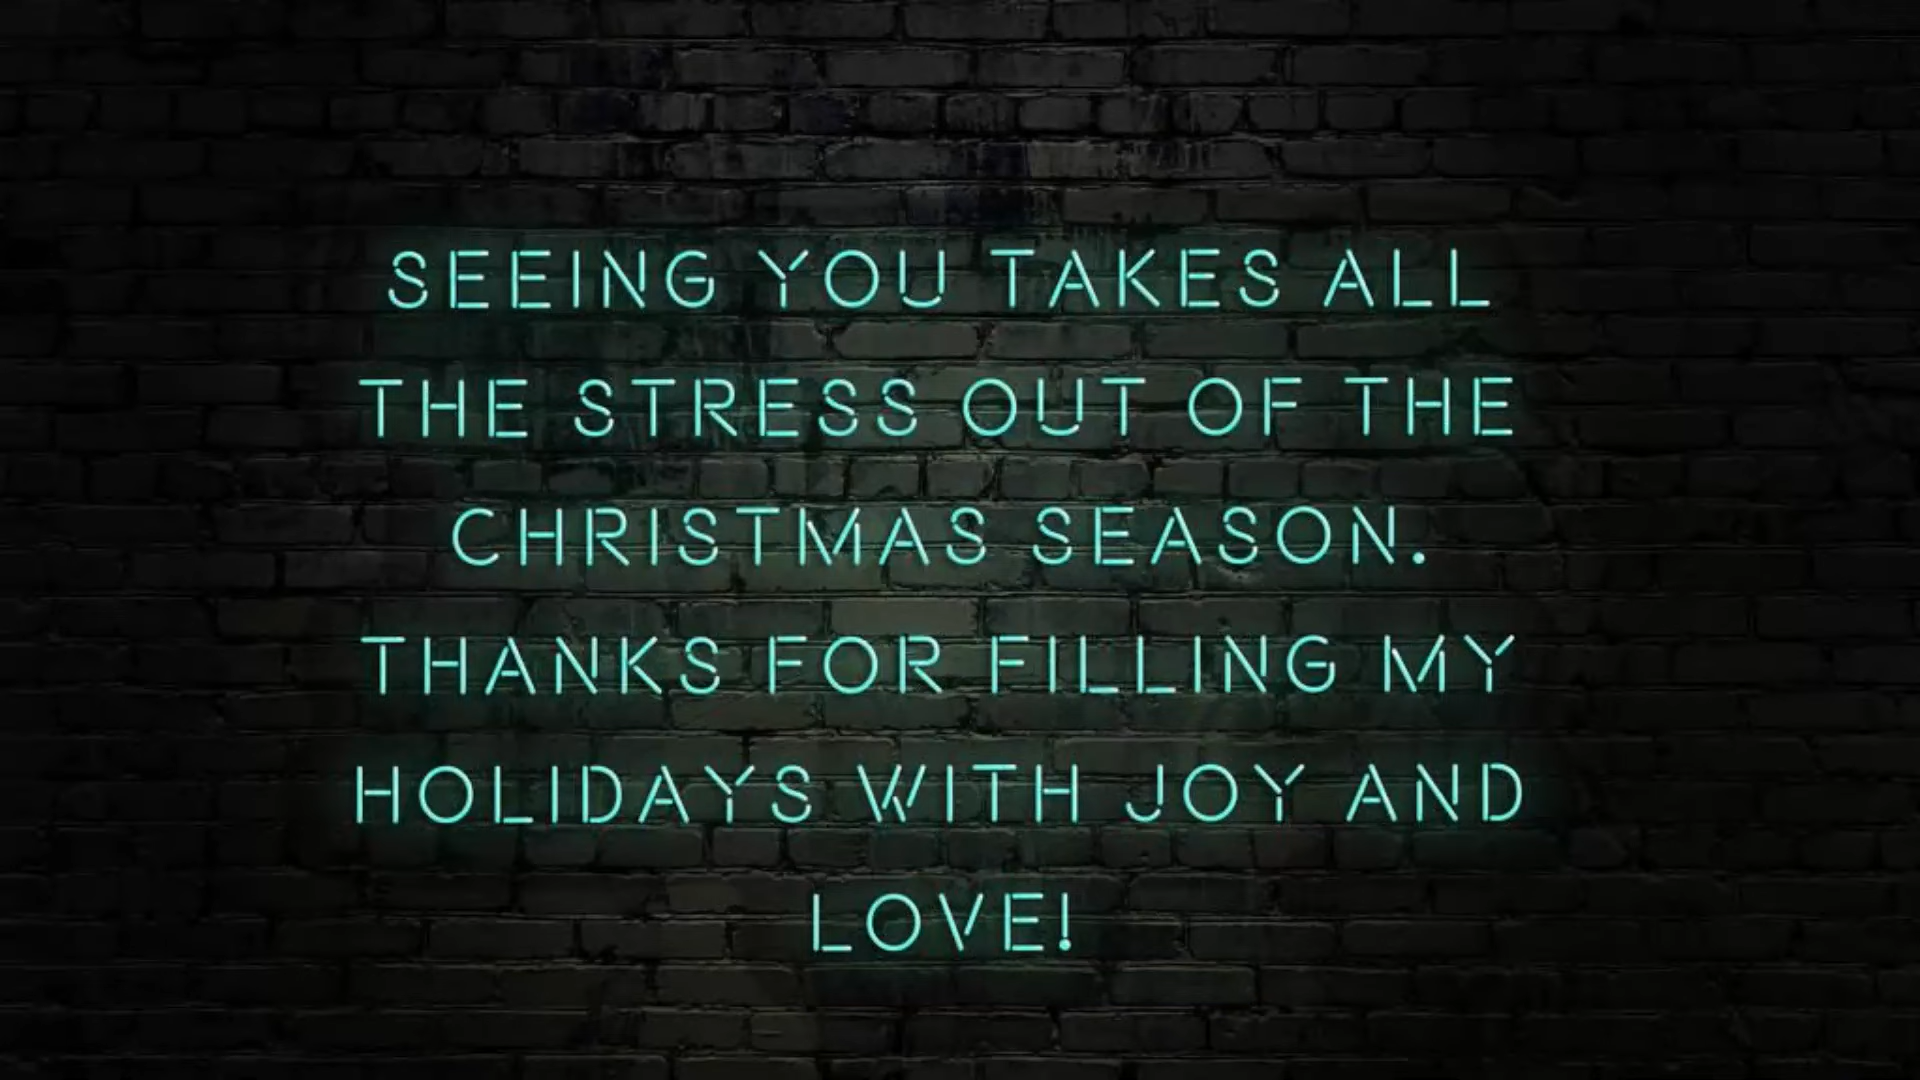 SEEING YOU TAKES ALL
THE STRESS OUT OF THE
CHRISTMAS SEASON.
THANKS FOR FILLING MY
HOLIDAYS WITH JOY AND
LOVE!